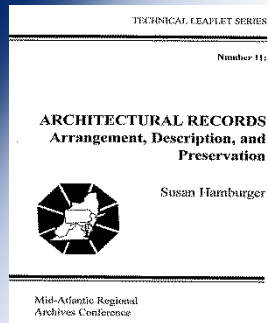 TECHNICAL LEAFLET SERIES
Number 11:
ARCHITECTURAL RECORDS
Arrangement, Description, and
Preservation
Susan Hamburger
Mid-Atlantic Regional
Archives Conference